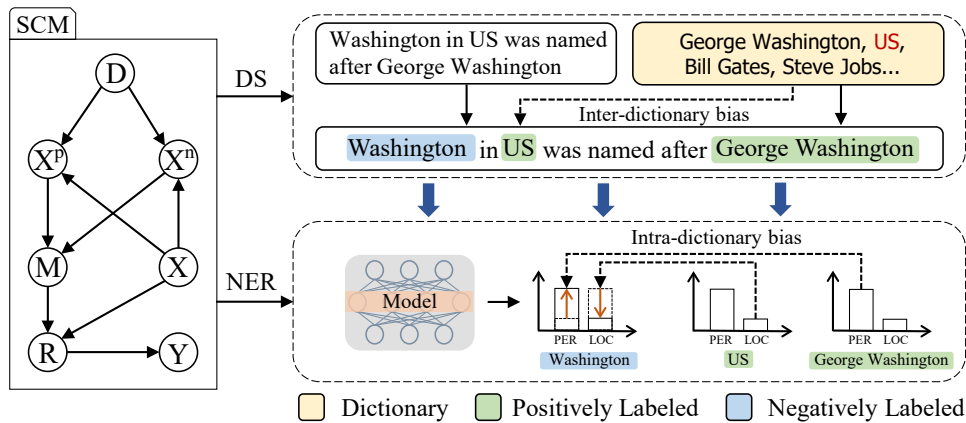 SCM
D
X^p
X^n
M
X
R
Y
DS
NER
Washington in US was named
after George Washington
George Washington, US,
Bill Gates, Steve Jobs...
Inter-dictionary bias
Washington in US was named after George Washington
Intra-dictionary bias
Model
PER LOC
Washington
PER LOC
US
PER LOC
George Washington
Dictionary
Positively Labeled
Negatively Labeled